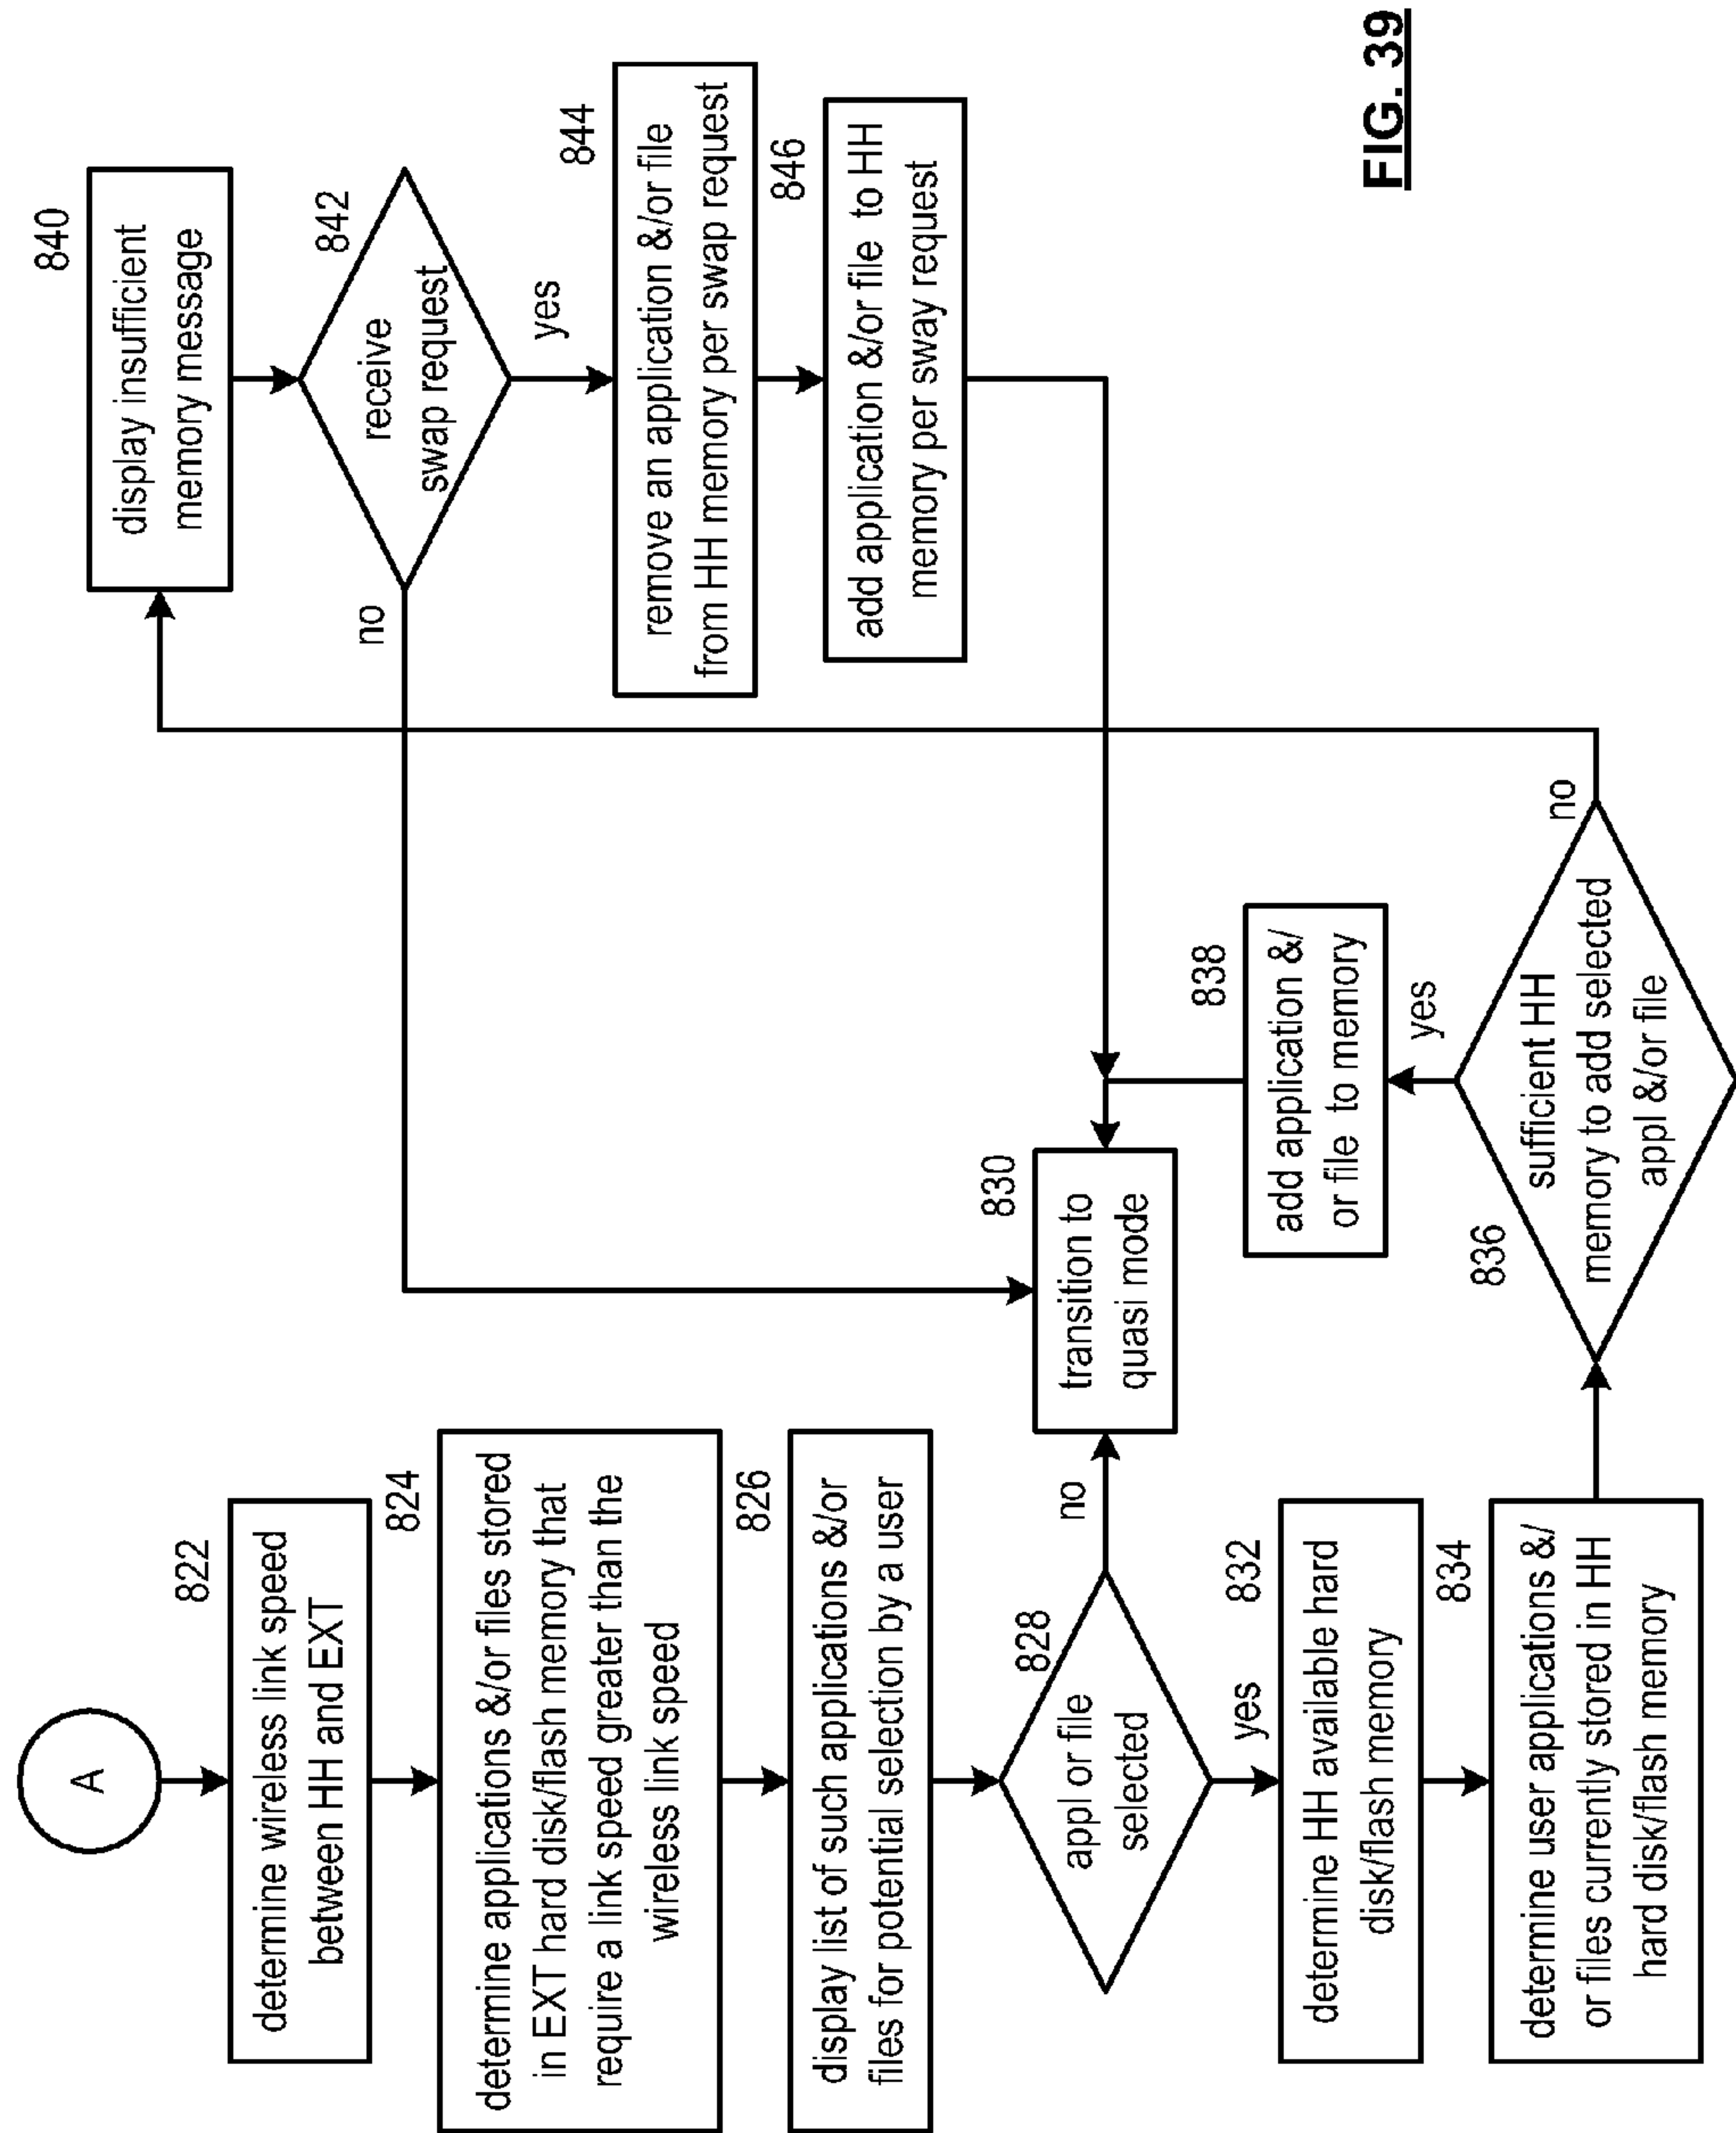 A
822
determine wireless link speed
between HH and EXT
824
determine applications &/or files stored
in EXT hard disk/flash memory that
require a link speed greater than the
wireless link speed
826
display list of such applications &/or
files for potential selection by a user
828
appl or file
selected
no
yes
830
transition to
quasi mode
832
determine HH available hard
disk/flash memory
834
determine user applications &/
or files currently stored in HH
hard disk/flash memory
836
sufficient HH
memory to add selected
appl &/or file
yes
no
838
add application &/
or file to memory
840
display insufficient
memory message
842
receive
swap request
no
yes
844
remove an application &/or file
from HH memory per swap request
846
add application &/or file to HH
memory per sway request
FIG. 39